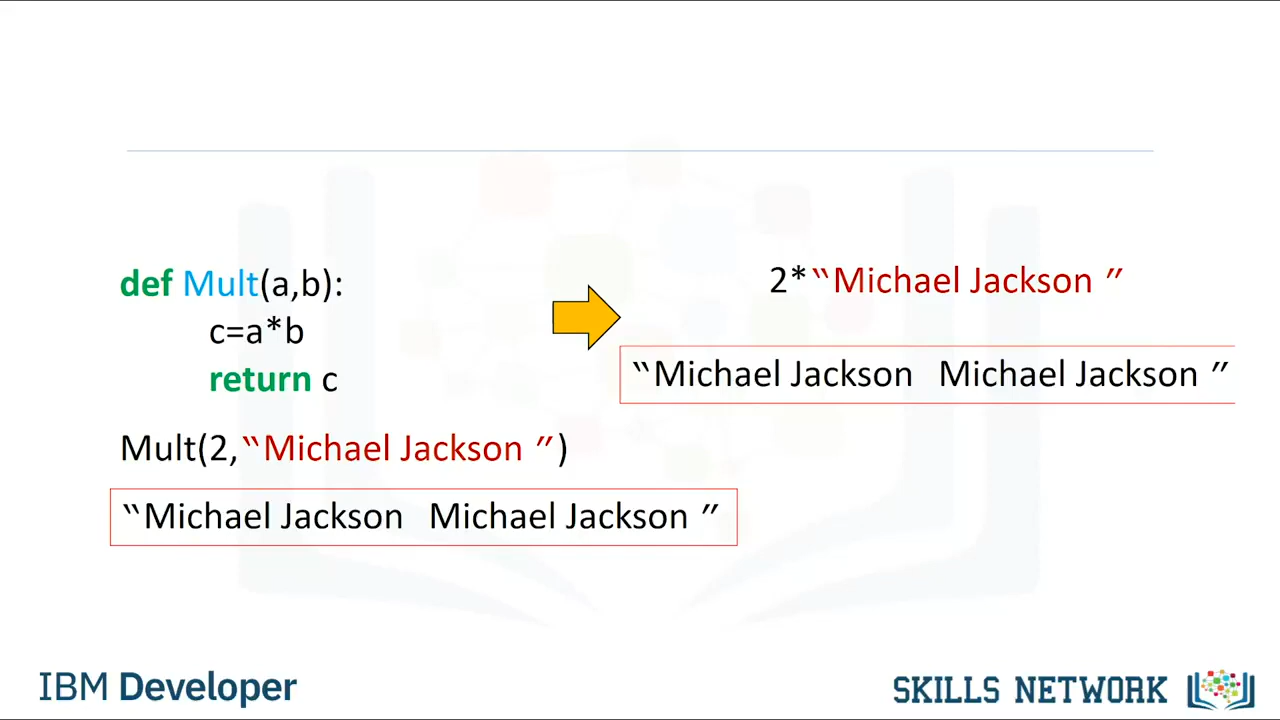 def Mult(a,b):
c=a*b
return c
Mult(2,“Michael Jackson ”)
“Michael Jackson Michael Jackson ”
2*“Michael Jackson ”
“Michael Jackson Michael Jackson ”
IBM Developer
SKILLS NETWORK